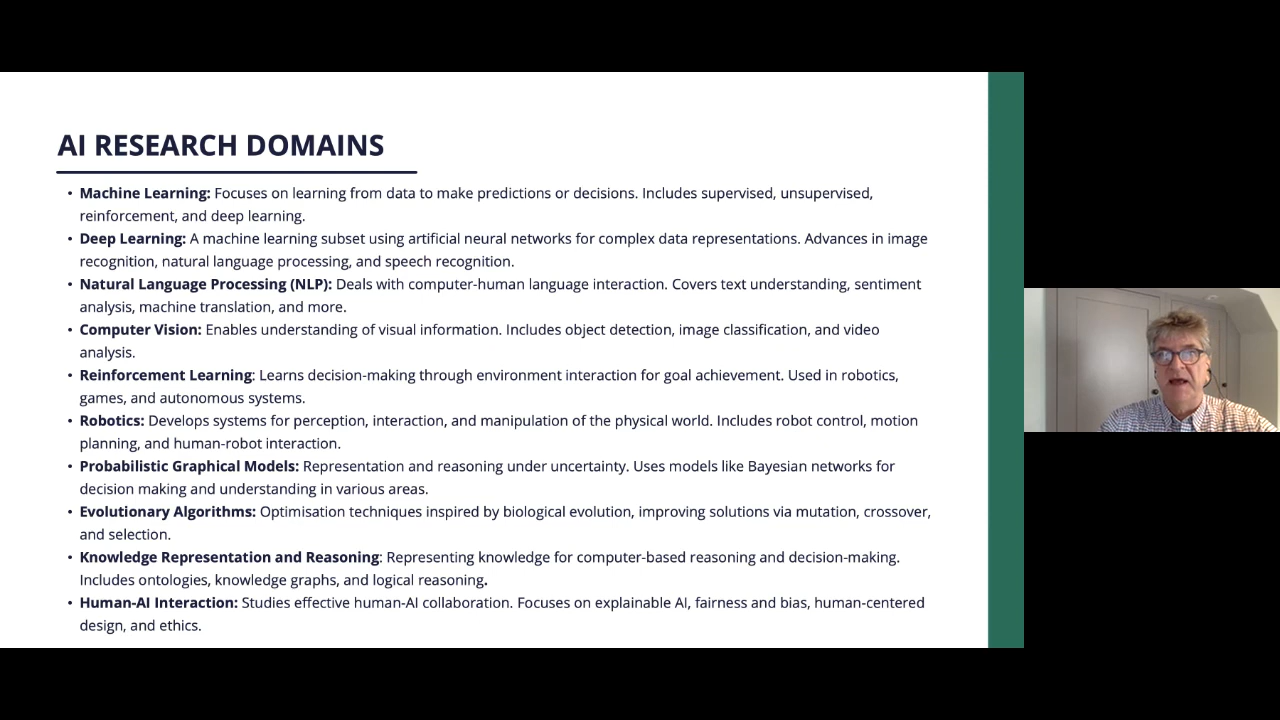 AI RESEARCH DOMAINS
• Machine Learning: Focuses on learning from data to make predictions or decisions. Includes supervised, unsupervised,
reinforcement, and deep learning.
• Deep Learning: A machine learning subset using artificial neural networks for complex data representations. Advances in image
recognition, natural language processing, and speech recognition.
• Natural Language Processing (NLP): Deals with computer-human language interaction. Covers text understanding, sentiment
analysis, machine translation, and more.
• Computer Vision: Enables understanding of visual information. Includes object detection, image classification, and video
analysis.
• Reinforcement Learning: Learns decision-making through environment interaction for goal achievement. Used in robotics,
games, and autonomous systems.
• Robotics: Develops systems for perception, interaction, and manipulation of the physical world. Includes robot control, motion
planning, and human-robot interaction.
• Probabilistic Graphical Models: Representation and reasoning under uncertainty. Uses models like Bayesian networks for
decision making and understanding in various areas.
• Evolutionary Algorithms: Optimisation techniques inspired by biological evolution, improving solutions via mutation, crossover,
and selection.
• Knowledge Representation and Reasoning: Representing knowledge for computer-based reasoning and decision-making.
Includes ontologies, knowledge graphs, and logical reasoning.
• Human-AI Interaction: Studies effective human-AI collaboration. Focuses on explainable AI, fairness and bias, human-centered
design, and ethics.